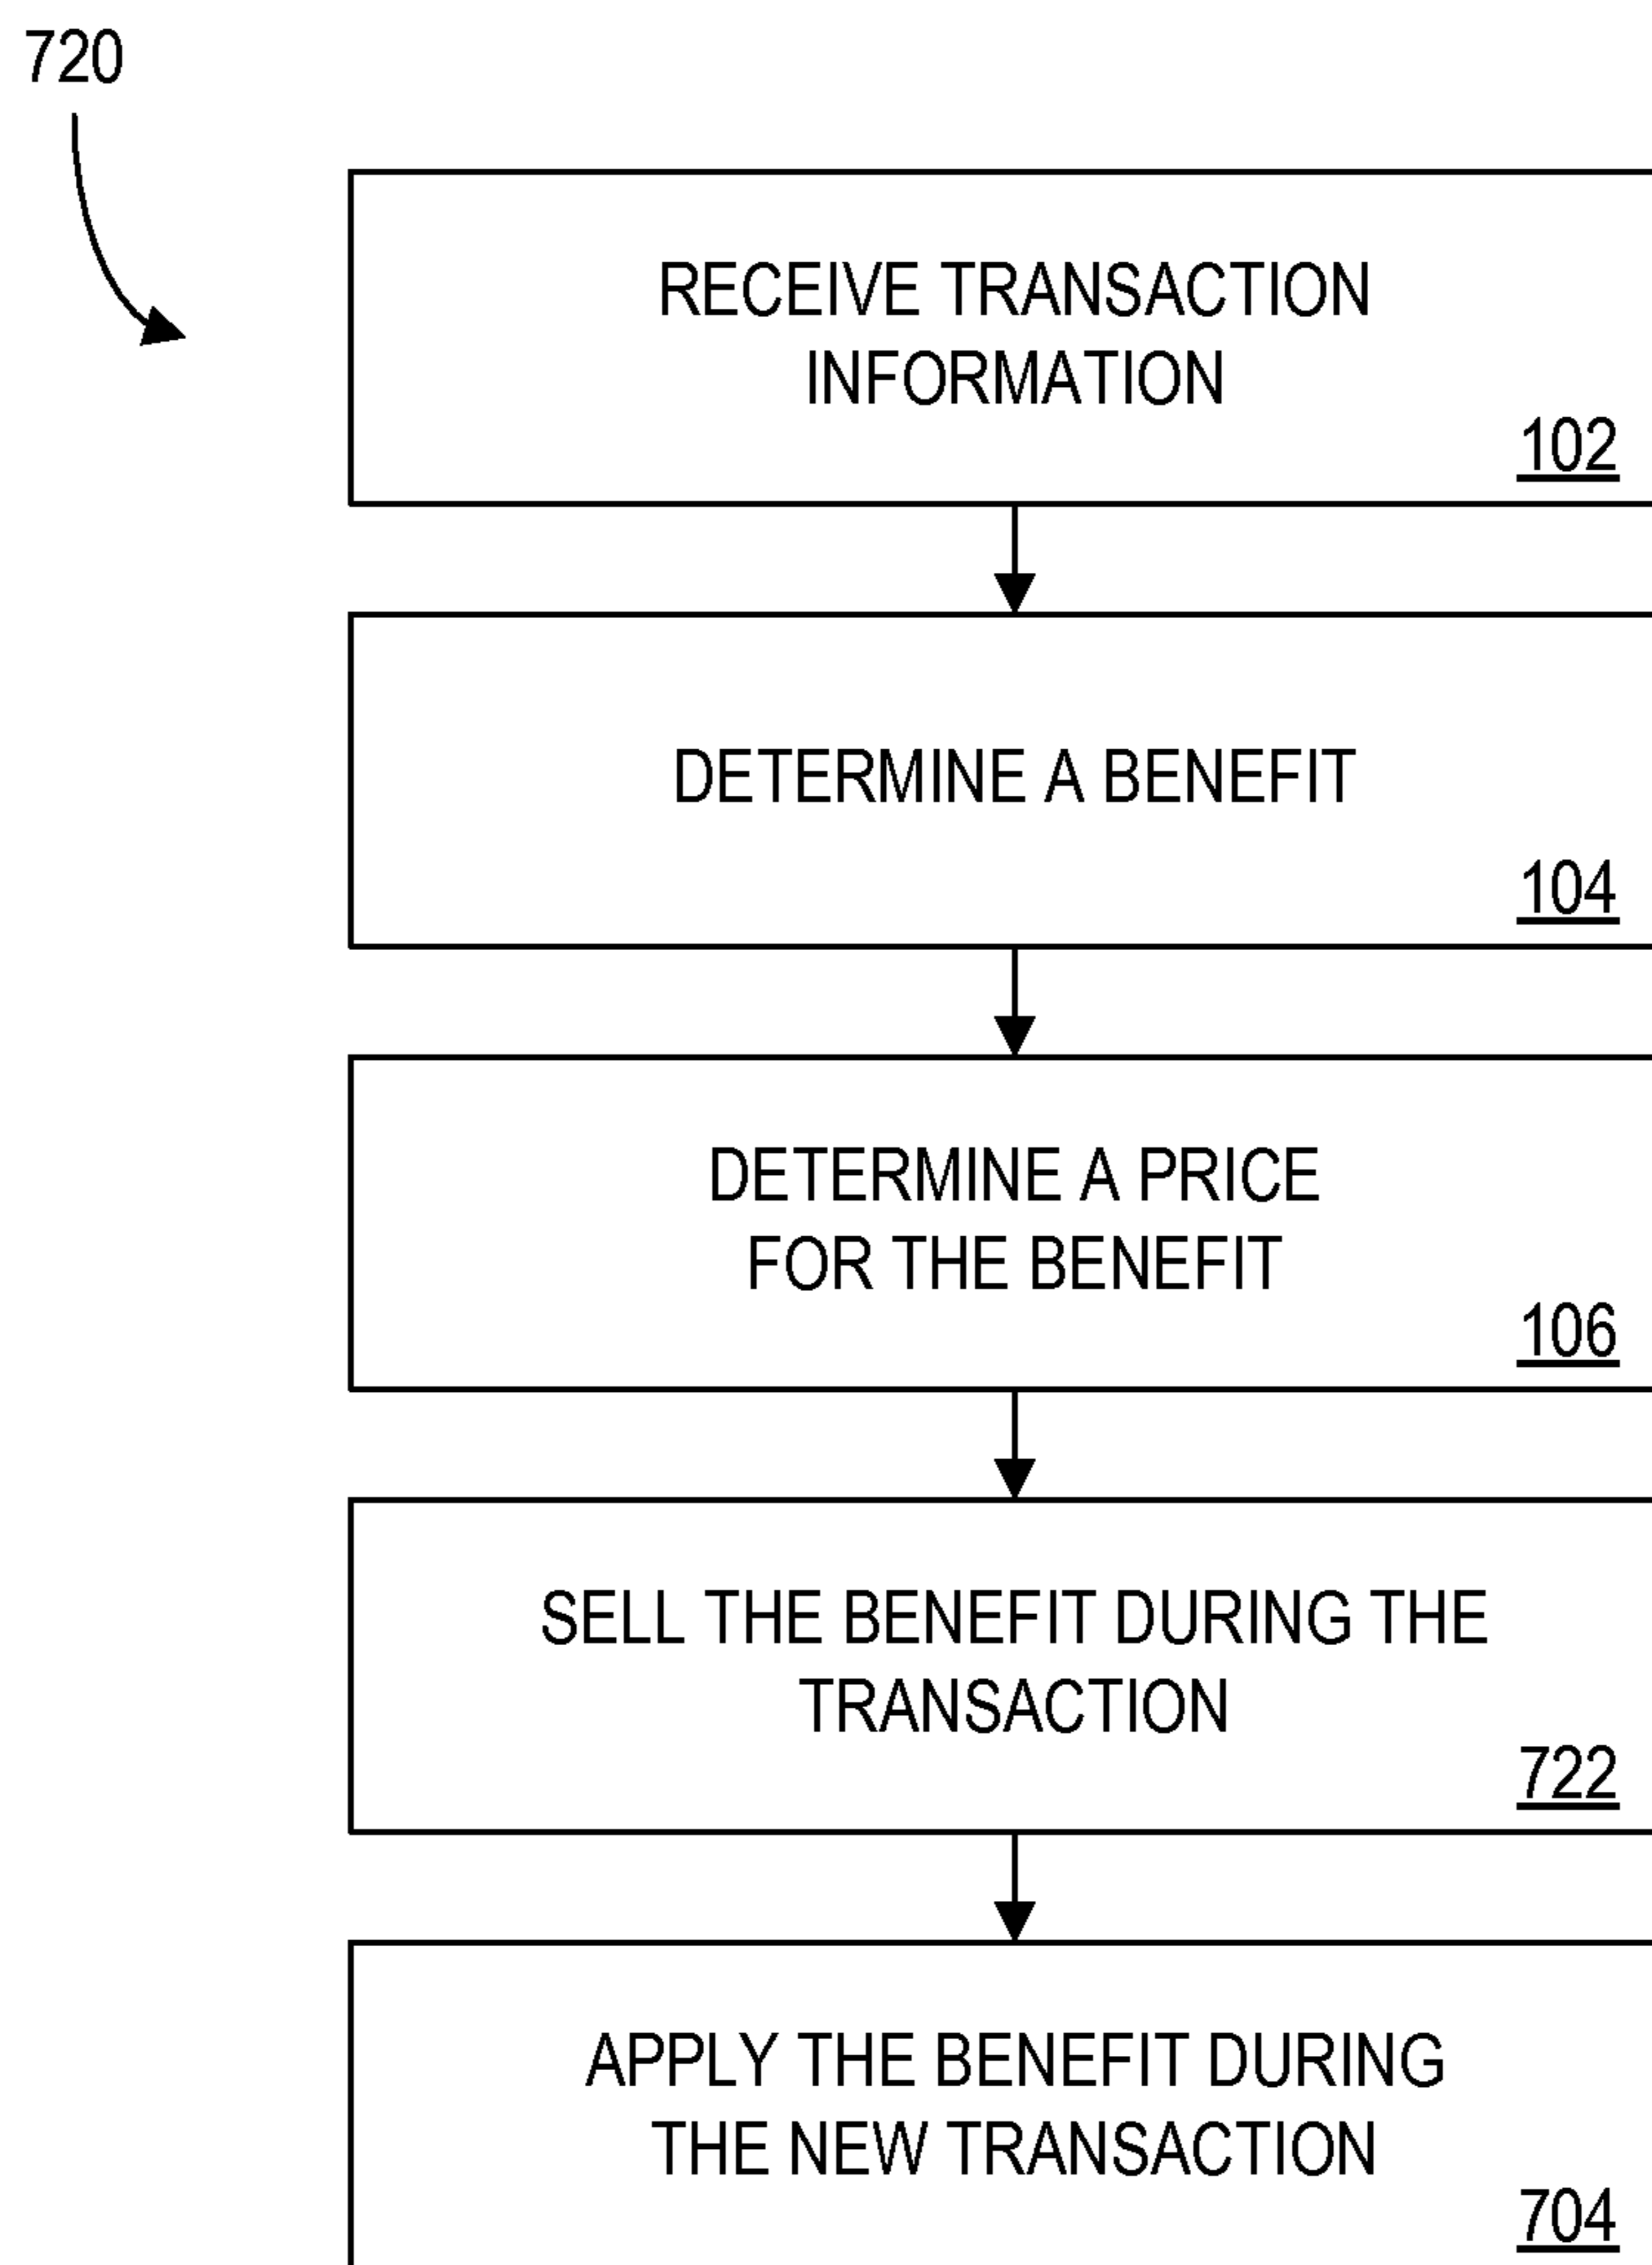 720
RECEIVE TRANSACTION
INFORMATION
102
DETERMINE A BENEFIT
104
DETERMINE A PRICE
FOR THE BENEFIT
106
SELL THE BENEFIT DURING THE
TRANSACTION
722
APPLY THE BENEFIT DURING
THE NEW TRANSACTION
704